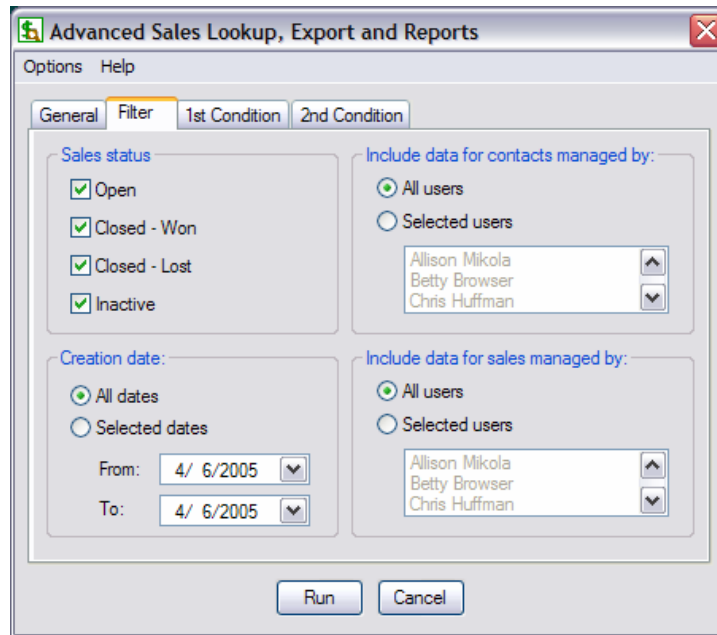 Advanced Sales Lookup, Export and Reports
Options Help
General Filter 1st Condition 2nd Condition
Sales status
Open
Closed - Won
Closed - Lost
Inactive
Include data for contacts managed by:
All users
Selected users
Allison Mikola
Betty Browser
Chris Huffman
Creation date:
All dates
Selected dates
From: 4/ 6/2005
To: 4/ 6/2005
Include data for sales managed by:
All users
Selected users
Allison Mikola
Betty Browser
Chris Huffman
Run Cancel